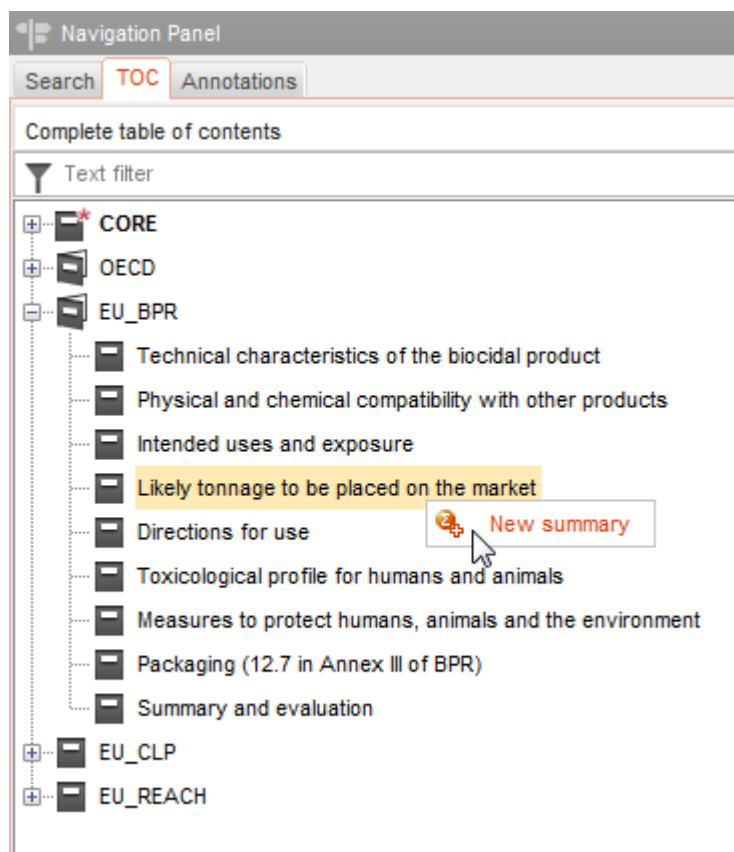 Navigation Panel
Search TOC Annotations
Complete table of contents
Text filter
CORE
OECD
EU_BPR
Technical characteristics of the biocidal product
Physical and chemical compatibility with other products
Intended uses and exposure
Likely tonnage to be placed on the market
New summary
Directions for use
Toxicological profile for humans and animals
Measures to protect humans, animals and the environment
Packaging (12.7 in Annex III of BPR)
Summary and evaluation
EU_CLP
EU_REACH